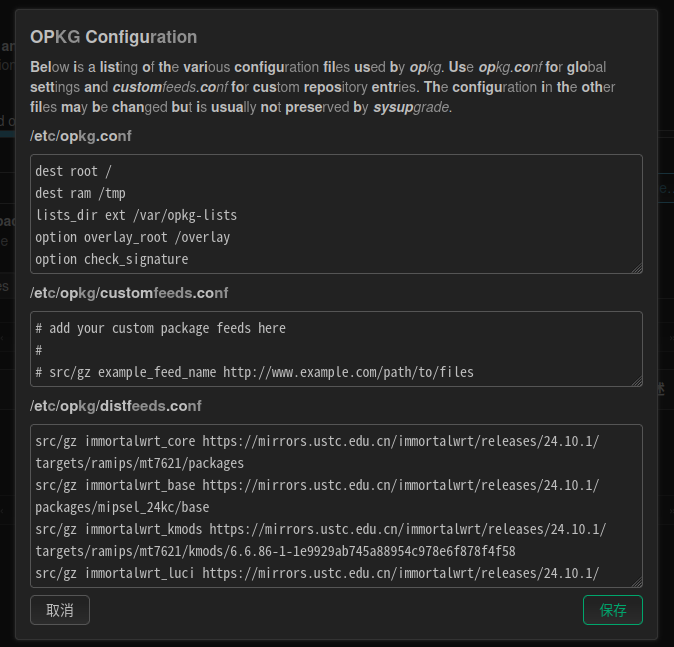 OPKG Configuration
Below is a listing of the various configuration files used by opkg. Use opkg.conf for global
settings and customfeeds.conf for custom repository entries. The configuration in the other
files may be changed but is usually not preserved by sysupgrade.
/etc/opkg.conf
dest root /
dest ram /tmp
lists_dir ext /var/opkg-lists
option overlay_root /overlay
option check_signature
/etc/opkg/customfeeds.conf
# add your custom package feeds here
#
# src/gz example_feed_name http://www.example.com/path/to/files
/etc/opkg/distfeeds.conf
src/gz immortalwrt_core https://mirrors.ustc.edu.cn/immortalwrt/releases/24.10.1/
targets/ramips/mt7621/packages
src/gz immortalwrt_base https://mirrors.ustc.edu.cn/immortalwrt/releases/24.10.1/
packages/mipsel_24kc/base
src/gz immortalwrt_kmods https://mirrors.ustc.edu.cn/immortalwrt/releases/24.10.1/
targets/ramips/mt7621/kmods/6.6.86-1-1e9929ab745a88954c978e6f878f4f58
src/gz immortalwrt_luci https://mirrors.ustc.edu.cn/immortalwrt/releases/24.10.1/
取消
保存